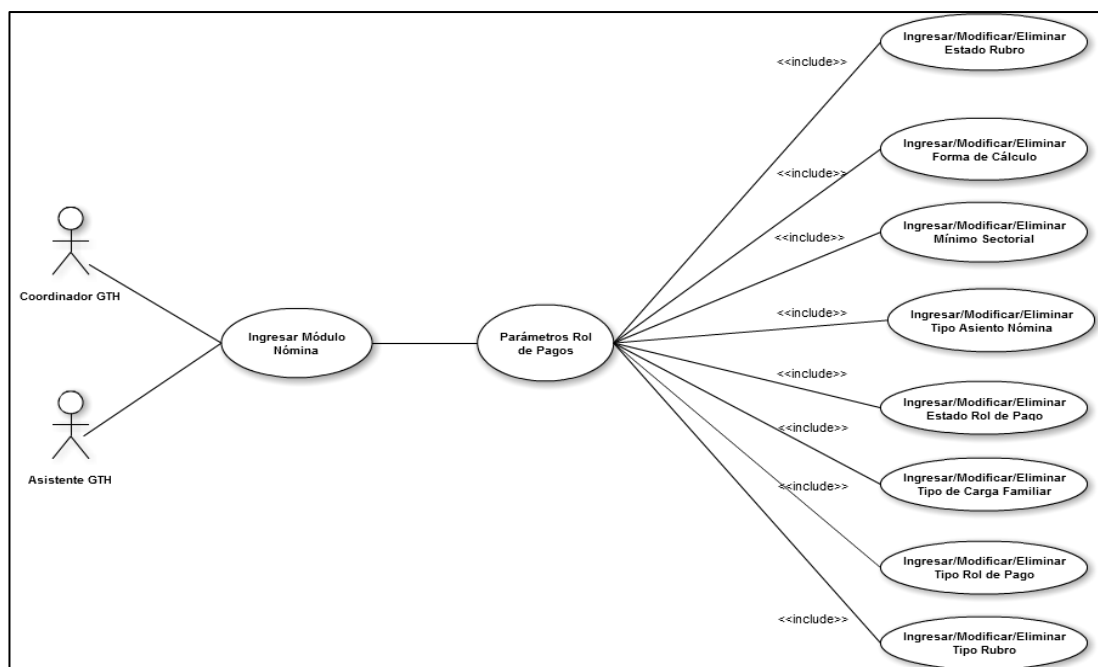 Ingresar/Modificar/Eliminar
Estado Rubro
<<include>>
Ingresar/Modificar/Eliminar
Forma de Cálculo
<<include>>
Ingresar/Modificar/Eliminar
Mínimo Sectorial
<<include>>
Coordinador GTH
Ingresar/Modificar/Eliminar
Tipo Asiento Nómina
<<include>>
Ingresar Módulo
Nómina
Parámetros Rol
de Pagos
<<include>>
Ingresar/Modificar/Eliminar
Estado Rol de Pago
<<include>>
Asistente GTH
Ingresar/Modificar/Eliminar
Tipo de Carga Familiar
<<include>>
Ingresar/Modificar/Eliminar
Tipo Rol de Pago
<<include>>
Ingresar/Modificar/Eliminar
Tipo Rubro